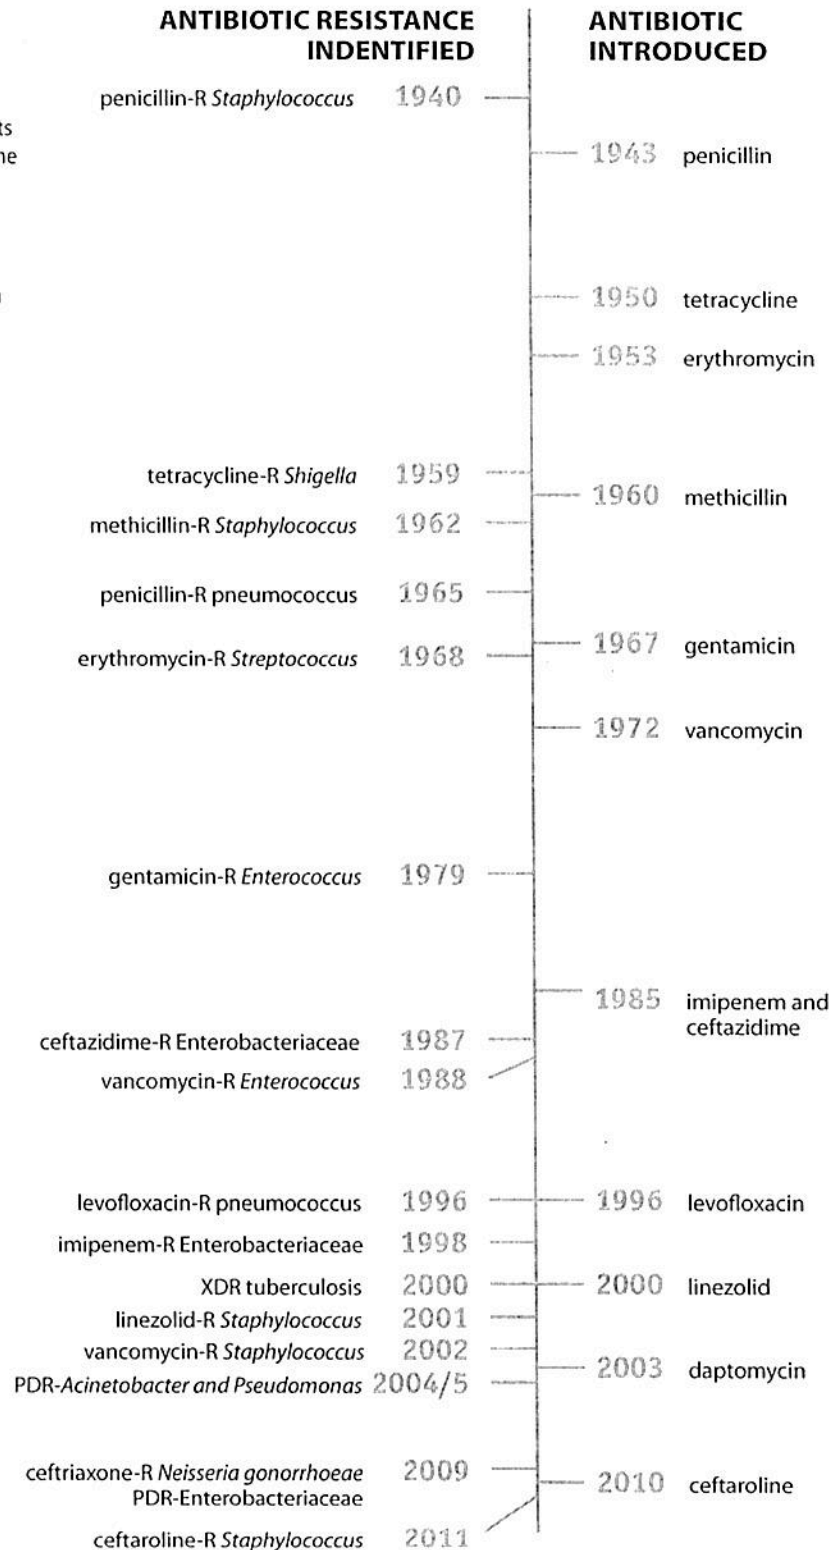 ANTIBIOTIC RESISTANCE
INDENTIFIED
ANTIBIOTIC
INTRODUCED
penicillin-R Staphylococcus 1940
ts
ne
1943 penicillin
1950 tetracycline
1953 erythromycin
tetracycline-R Shigella 1959
1960 methicillin
methicillin-R Staphylococcus 1962
penicillin-R pneumococcus 1965
1967 gentamicin
erythromycin-R Streptococcus 1968
1972 vancomycin
gentamicin-R Enterococcus 1979
1985 imipenem and
ceftazidime
ceftazidime-R Enterobacteriaceae 1987
vancomycin-R Enterococcus 1988
levofloxacin-R pneumococcus 1996
1996 levofloxacin
imipenem-R Enterobacteriaceae 1998
XDR tuberculosis 2000
2000 linezolid
linezolid-R Staphylococcus 2001
vancomycin-R Staphylococcus 2002
2003 daptomycin
PDR-Acinetobacter and Pseudomonas 2004/5
ceftriaxone-R Neisseria gonorrhoeae 2009
PDR-Enterobacteriaceae
2010 ceftaroline
ceftaroline-R Staphylococcus 2011